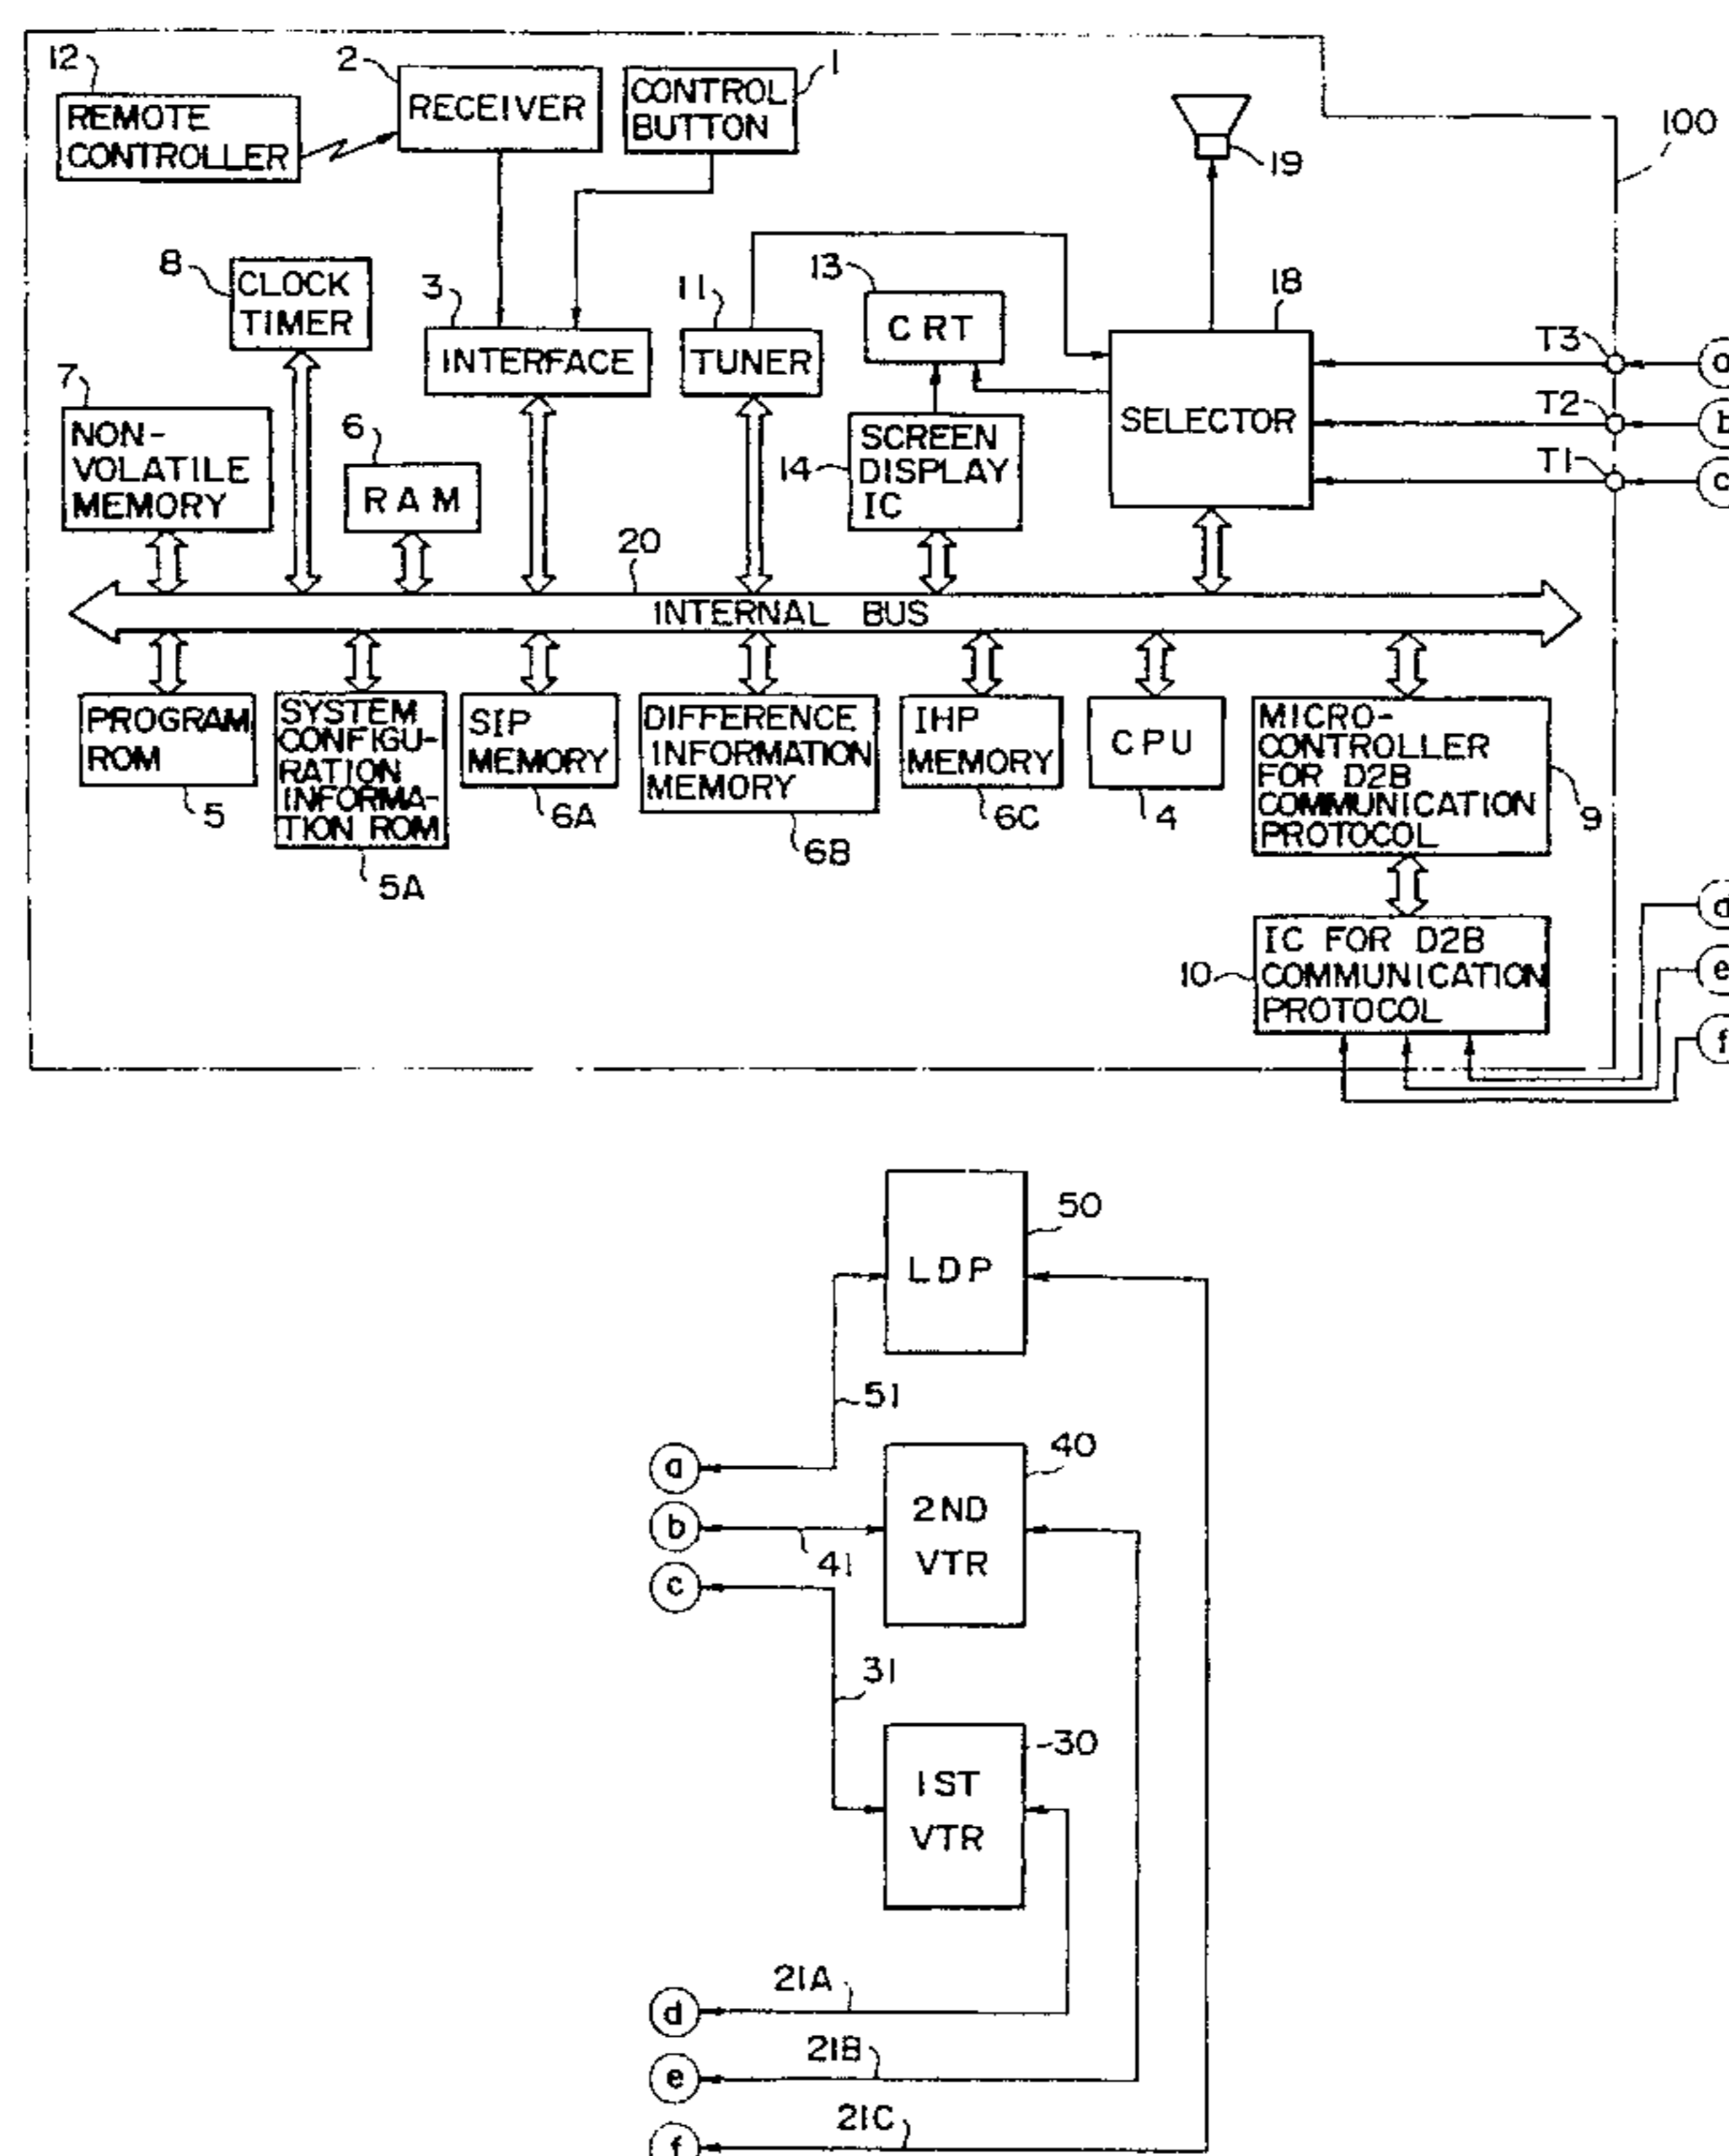 12
REMOTE
CONTROLLER
2
RECEIVER
1
CONTROL
BUTTON
19
100
8
CLOCK
TIMER
3
INTERFACE
11
TUNER
13
CRT
18
SELECTOR
T3
a
T2
b
T1
c
7
NON-
VOLATILE
MEMORY
6
RAM
14
SCREEN
DISPLAY
IC
20
INTERNAL BUS
PROGRAM
ROM
5
SYSTEM
CONFIGU-
RATION
INFORMA-
TION ROM
5A
SIP
MEMORY
6A
DIFFERENCE
INFORMATION
MEMORY
6B
IHP
MEMORY
6C
CPU
4
MICRO-
CONTROLLER
FOR D2B
COMMUNICATION
PROTOCOL
9
10
IC FOR D2B
COMMUNICATION
PROTOCOL
d
e
f
50
LDP
51
a
40
2ND
VTR
b
41
c
31
30
1ST
VTR
21A
d
21B
e
21C
f